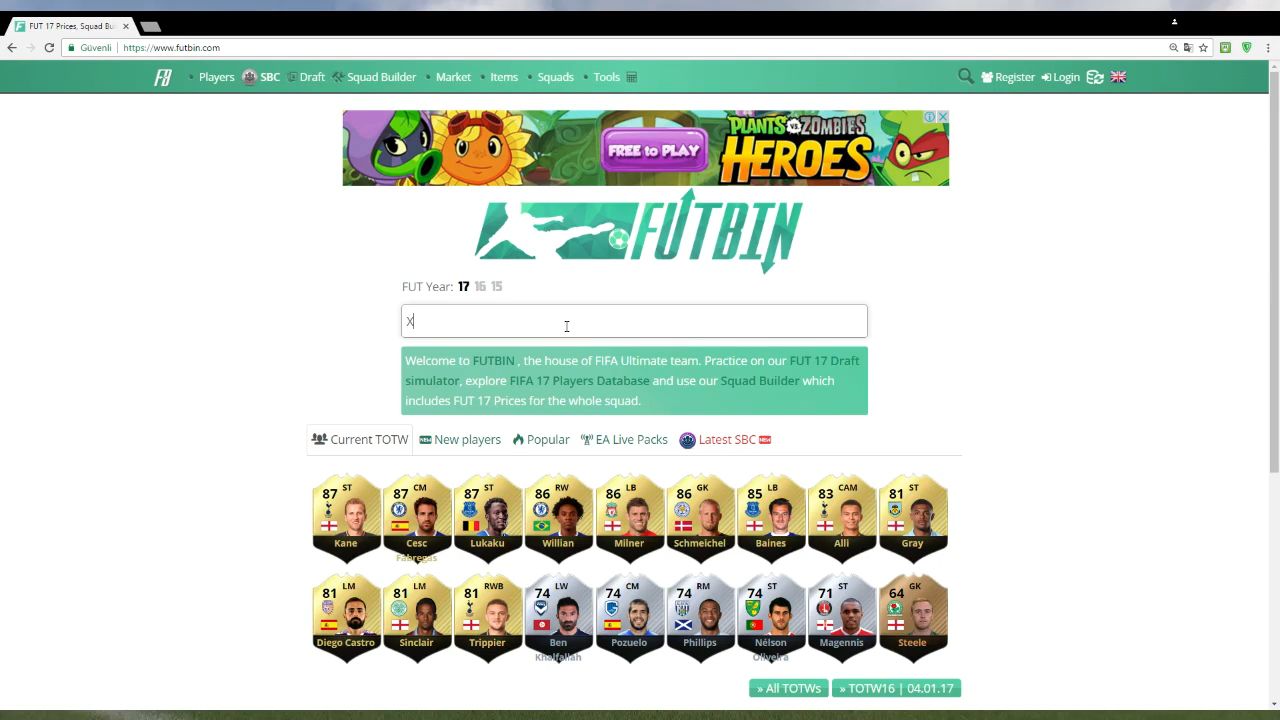 FUT 17 Prices, Squad Bu
Güvenli
https://www.futbin.com
FB
Players
SBC
Draft
Squad Builder
Market
Items
Squads
Tools
Register
Login
FREE to PLAY
PLANTS vs ZOMBIES
HEROES
FUTBIN
FUT Year: 17 16 15
X
Welcome to FUTBIN , the house of FIFA Ultimate team. Practice on our FUT 17 Draft
simulator, explore FIFA 17 Players Database and use our Squad Builder which
includes FUT 17 Prices for the whole squad.
Current TOTW
NEW New players
Popular
EA Live Packs
Latest SBC NEW
87 ST Kane
87 CM Cesc Fàbregas
87 ST Lukaku
86 RW Willian
86 LB Milner
86 GK Schmeichel
85 LB Baines
83 CAM Alli
81 ST Gray
81 LM Diego Castro
81 LM Sinclair
81 RWB Trippier
74 LW Ben Khalfallah
74 CM Pozuelo
74 RM Phillips
74 ST Nélson Oliveira
71 ST Magennis
64 GK Steele
» All TOTWs
» TOTW16 | 04.01.17